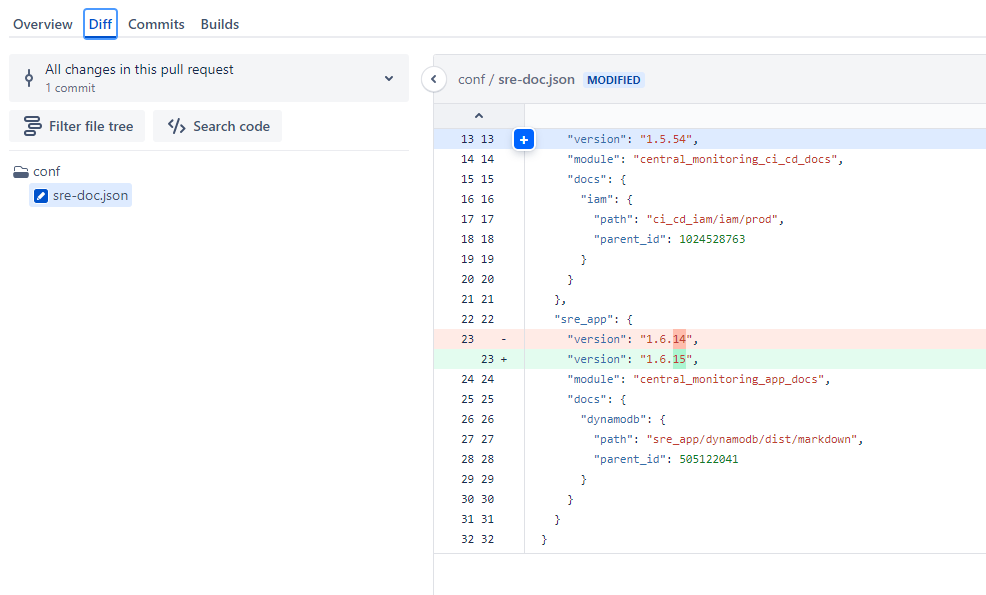 Overview Diff Commits Builds
All changes in this pull request
1 commit
Filter file tree
Search code
conf
sre-doc.json
conf / sre-doc.json MODIFIED
13 13 "version": "1.5.54",
14 14 "module": "central_monitoring_ci_cd_docs",
15 15 "docs": {
16 16 "iam": {
17 17 "path": "ci_cd_iam/iam/prod",
18 18 "parent_id": 1024528763
19 19 }
20 20 }
21 21 },
22 22 "sre_app": {
23 - "version": "1.6.14",
23 + "version": "1.6.15",
24 24 "module": "central_monitoring_app_docs",
25 25 "docs": {
26 26 "dynamodb": {
27 27 "path": "sre_app/dynamodb/dist/markdown",
28 28 "parent_id": 505122041
29 29 }
30 30 }
31 31 }
32 32 }